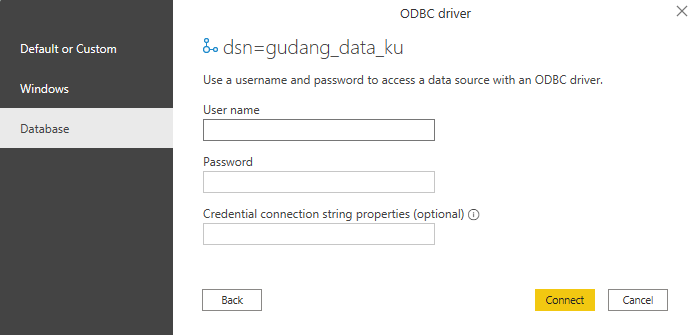 ODBC driver
Default or Custom
Windows
Database
dsn=gudang_data_ku
Use a username and password to access a data source with an ODBC driver.
User name
Password
Credential connection string properties (optional)
Back
Connect
Cancel